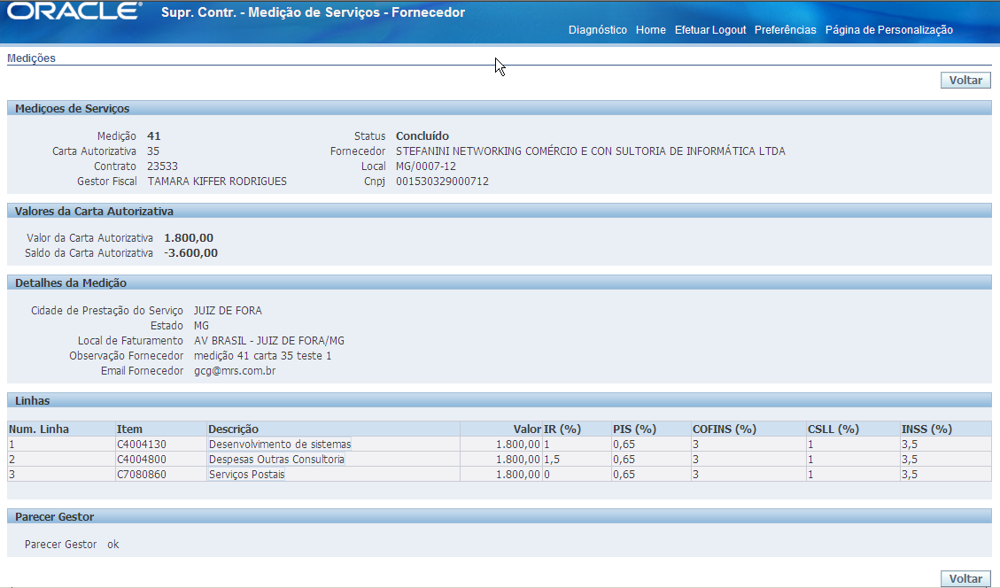 ORACLE® Supr. Contr. - Medição de Serviços - Fornecedor
Diagnóstico Home Efetuar Logout Preferências Página de Personalização
Medições
Voltar
Mediçoes de Serviços
Medição 41 Status Concluído
Carta Autorizativa 35 Fornecedor STEFANINI NETWORKING COMÉRCIO E CON SULTORIA DE INFORMÁTICA LTDA
Contrato 23533 Local MG/0007-12
Gestor Fiscal TAMARA KIFFER RODRIGUES Cnpj 001530329000712
Valores da Carta Autorizativa
Valor da Carta Autorizativa 1.800,00
Saldo da Carta Autorizativa -3.600,00
Detalhes da Medição
Cidade de Prestação do Serviço JUIZ DE FORA
Estado MG
Local de Faturamento AV BRASIL - JUIZ DE FORA/MG
Observação Fornecedor medição 41 carta 35 teste 1
Email Fornecedor gcg@mrs.com.br
Linhas
Num. Linha Item Descrição Valor IR (%) PIS (%) COFINS (%) CSLL (%) INSS (%)
1 C4004130 Desenvolvimento de sistemas 1.800,00 1 0,65 3 1 3,5
2 C4004800 Despesas Outras Consultoria 1.800,00 1,5 0,65 3 1 3,5
3 C7080860 Serviços Postais 1.800,00 0 0,65 3 1 3,5
Parecer Gestor
Parecer Gestor ok
Voltar